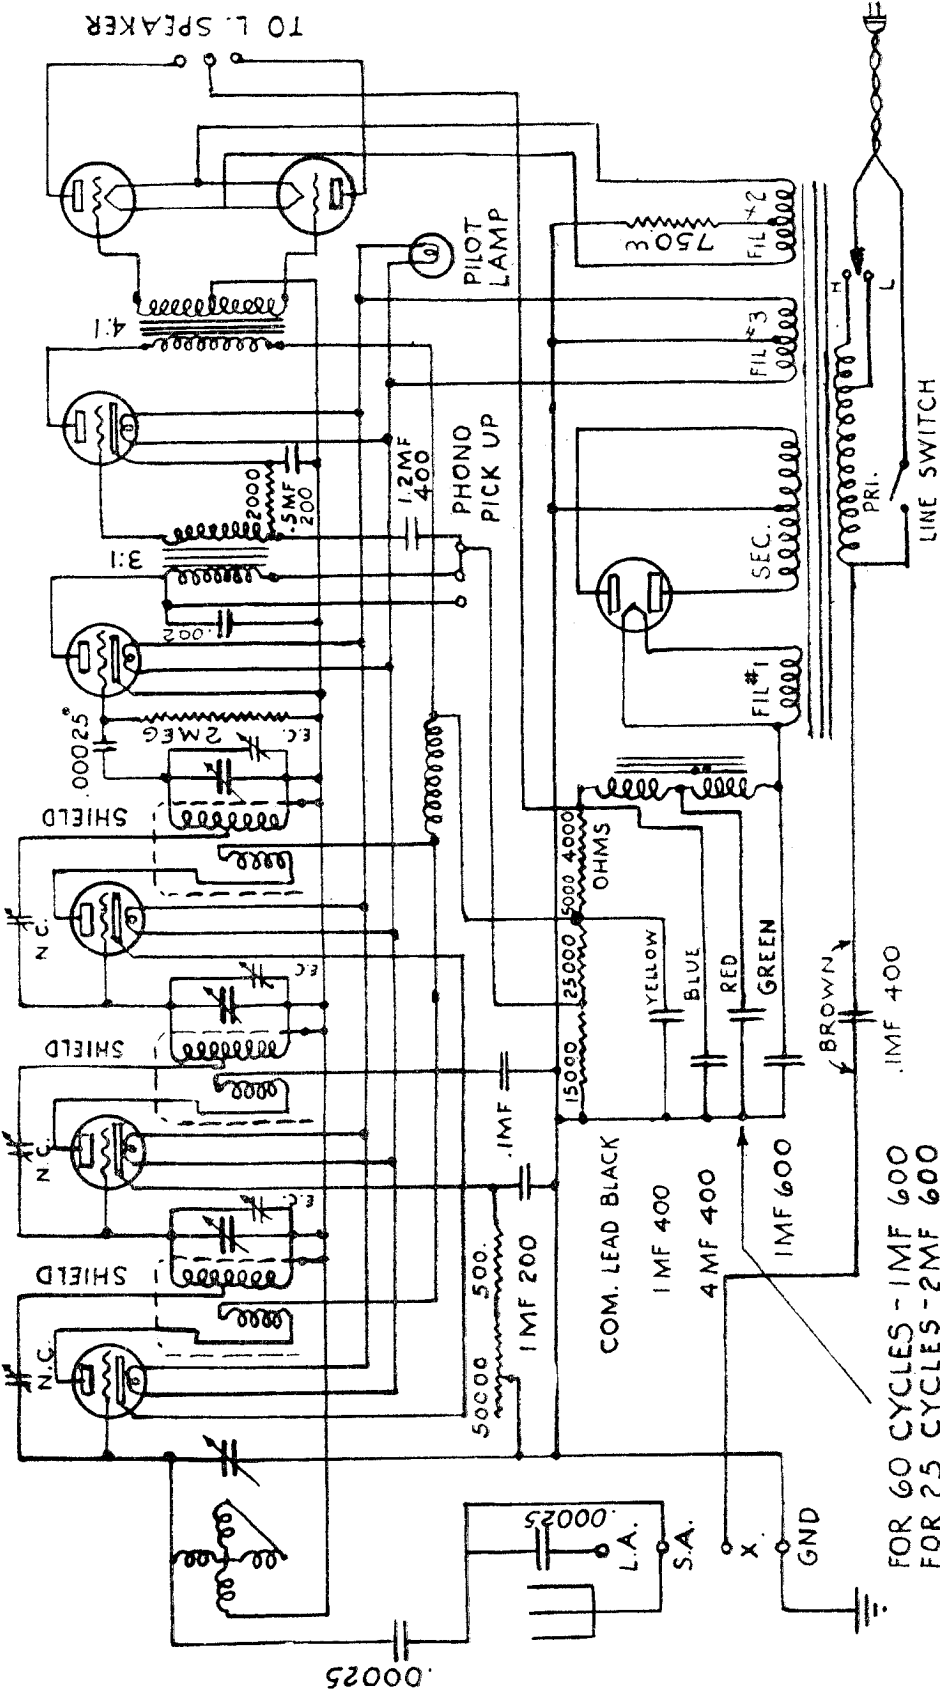 TO L. SPEAKER
4:1
PILOT
LAMP
2000
.5MF
200
1.2MF
400
PHONO
PICK UP
3:1
.002
.00025
2 MEG
E.C.
SHIELD
N.C.
E.C.
SHIELD
N.C.
E.C.
SHIELD
N.C.
750
FIL #2
FIL #3
SEC.
FIL #1
H
L
PRI.
LINE SWITCH
15000 25000 5000 4000
OHMS
YELLOW
BLUE
RED
GREEN
BROWN
.1MF 400
.1MF
50000 500.
1MF 200
COM. LEAD BLACK
1MF 400
4MF 400
1MF 600
FOR 60 CYCLES - 1MF 600
FOR 25 CYCLES - 2MF 600
.00025
.00025
L.A.
S.A.
X.
GND